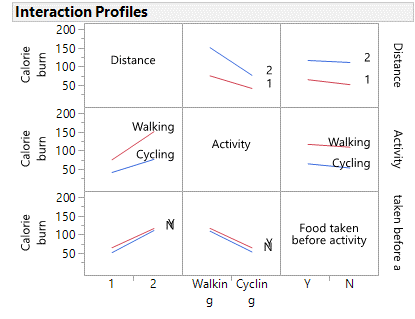 Interaction Profiles
Calorie
burn
200
150
100
50
Distance
2
1
2
1
Distance
Calorie
burn
200
150
100
50
Walking
Cycling
Activity
Walking
Cycling
Activity
Calorie
burn
200
150
100
50
Y
N
Y
N
Food taken
before activity
taken before a
1
2
Walkin
g
Cyclin
g
Y
N